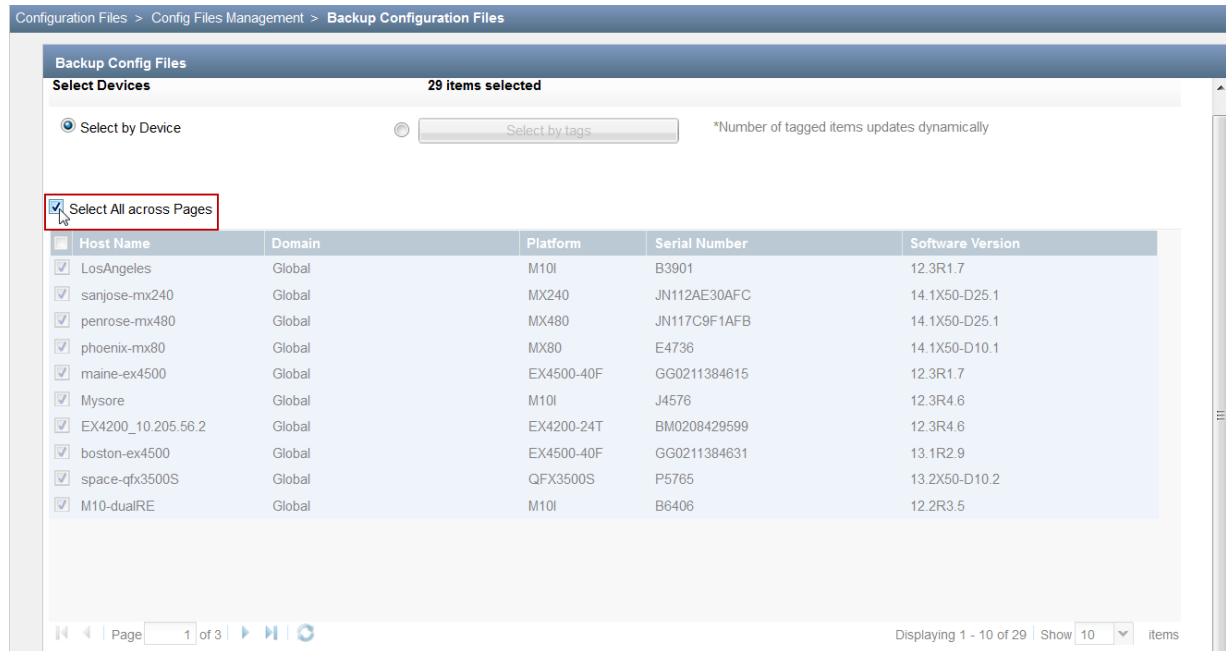 Configuration Files > Config Files Management > Backup Configuration Files
Backup Config Files
Select Devices 29 items selected
Select by Device Select by tags *Number of tagged items updates dynamically
Select All across Pages
Host Name Domain Platform Serial Number Software Version
LosAngeles Global M10I B3901 12.3R1.7
sanjose-mx240 Global MX240 JN112AE30AFC 14.1X50-D25.1
penrose-mx480 Global MX480 JN117C9F1AFB 14.1X50-D25.1
phoenix-mx80 Global MX80 E4736 14.1X50-D10.1
maine-ex4500 Global EX4500-40F GG0211384615 12.3R1.7
Mysore Global M10I J4576 12.3R4.6
EX4200_10.205.56.2 Global EX4200-24T BM0208429599 12.3R4.6
boston-ex4500 Global EX4500-40F GG0211384631 13.1R2.9
space-qfx3500S Global QFX3500S P5765 13.2X50-D10.2
M10-dualRE Global M10I B6406 12.2R3.5
Page 1 of 3 Displaying 1 - 10 of 29 Show 10 items